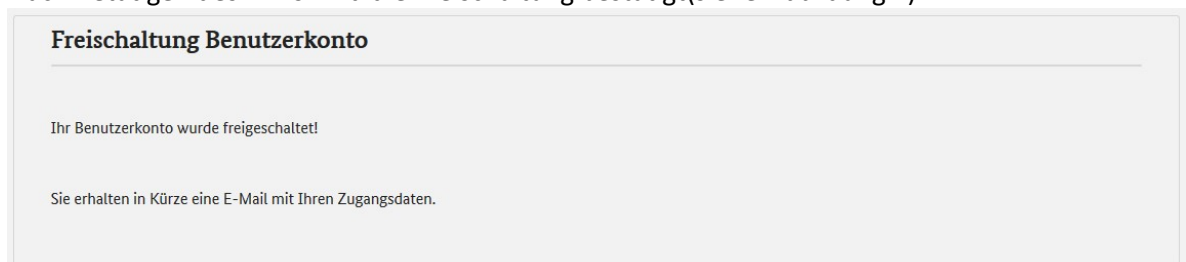 Freischaltung Benutzerkonto
Ihr Benutzerkonto wurde freigeschaltet!
Sie erhalten in Kürze eine E-Mail mit Ihren Zugangsdaten.